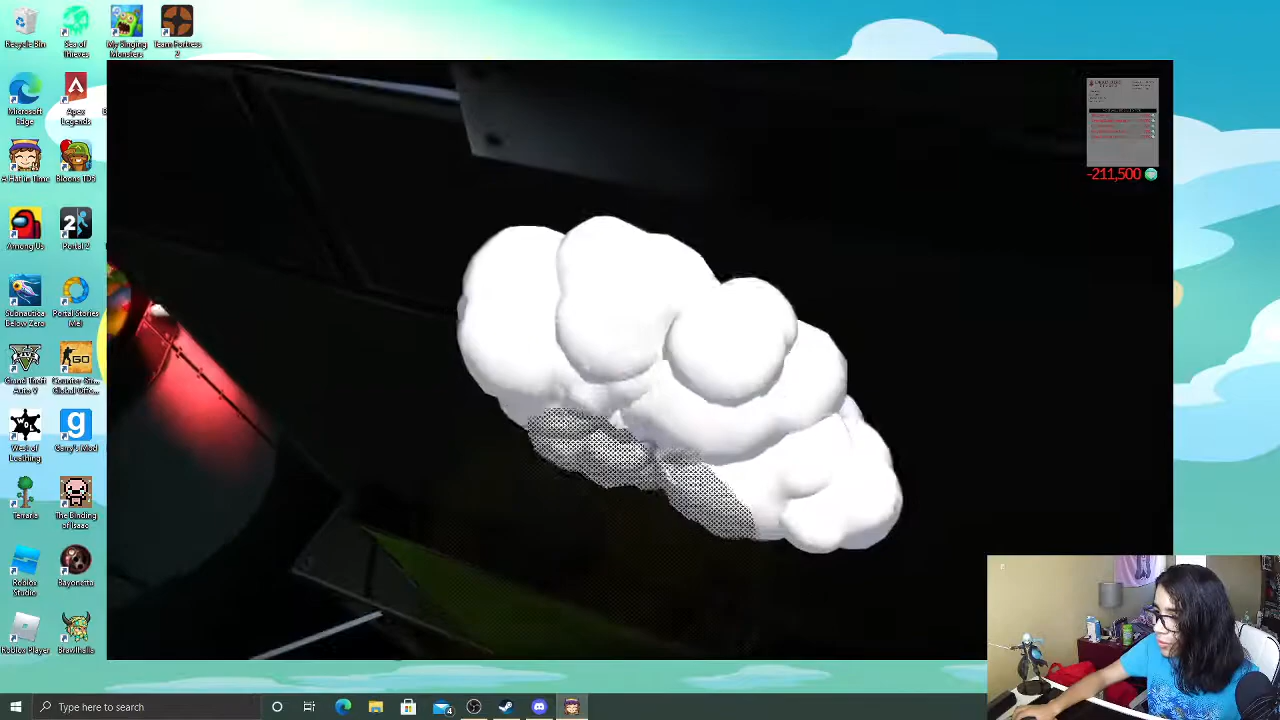 Recycle Bin
Sea of Thieves
My Singing Monsters
Team Fortress 2
Microsoft Edge
Apex Legends
A Hat in Time
Bloons TD5
Among Us
Portal 2
Subnautica Below Zero
Portal Stories Mel
Grand Theft Auto V
Counter-Str... Global Offe...
West of Loathing
Garry's Mod
Terraria
The Binding of Isaac
Roblox Studio
Bayonetta
Roblox Player
Brawlhalla
-211,500
Type here to search
4